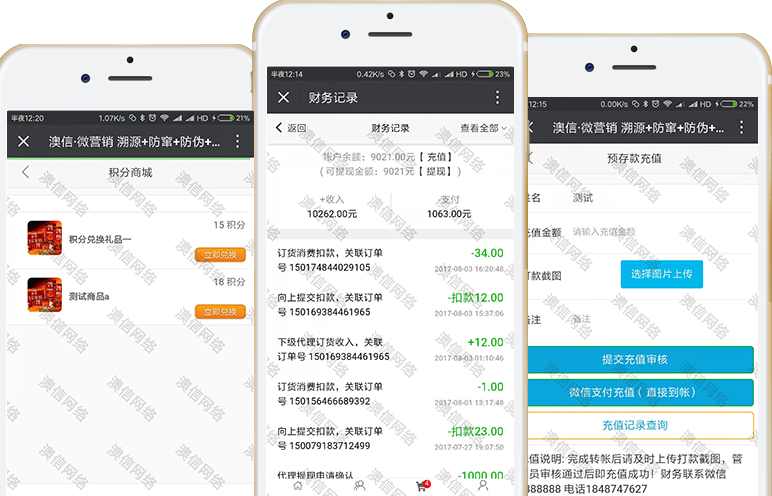 半夜12:20
1.07K/s
HD
21%
澳信·微营销 溯源+防窜+防伪+...
积分商城
15 积分
积分兑换礼品一
立即兑换
18 积分
测试商品a
立即兑换
半夜12:14
0.42K/s
HD
23%
财务记录
返回
财务记录
查看全部
帐户余额：9021.00元【 充值】
（可提现金额：9021元【 提现】）
+收入
-支付
10262.00元
1063.00元
订货消费扣款，关联订单
号 150174844029105
-34.00
2017-08-03 16:20:48
向上提交扣款，关联订单
号 150169384461965
-扣款12.00
2017-08-03 15:37:06
下级代理订货收入，关联
订单号 150169384461965
+12.00
2017-08-03 01:10:46
订货消费扣款，关联订单
号 150156466689392
-1.00
2017-08-01 13:17:48
向上提交扣款，关联订单
号 150079183712499
-扣款23.00
2017-07-27 19:07:50
代理提现申请确认
-1000.00
4
12:15
0.00K/s
HD
22%
澳信·微营销 溯源+防窜+防伪+...
预存款充值
姓名
测试
充值金额
请输入充值金额
打款截图
选择图片上传
备注
备注
提交充值审核
微信支付充值（直接到帐）
充值记录查询
值说明: 完成转帐后请及时上传打款截图，管
员审核通过后即充值成功！财务联系微信
888888 电话1848747627
澳信网络